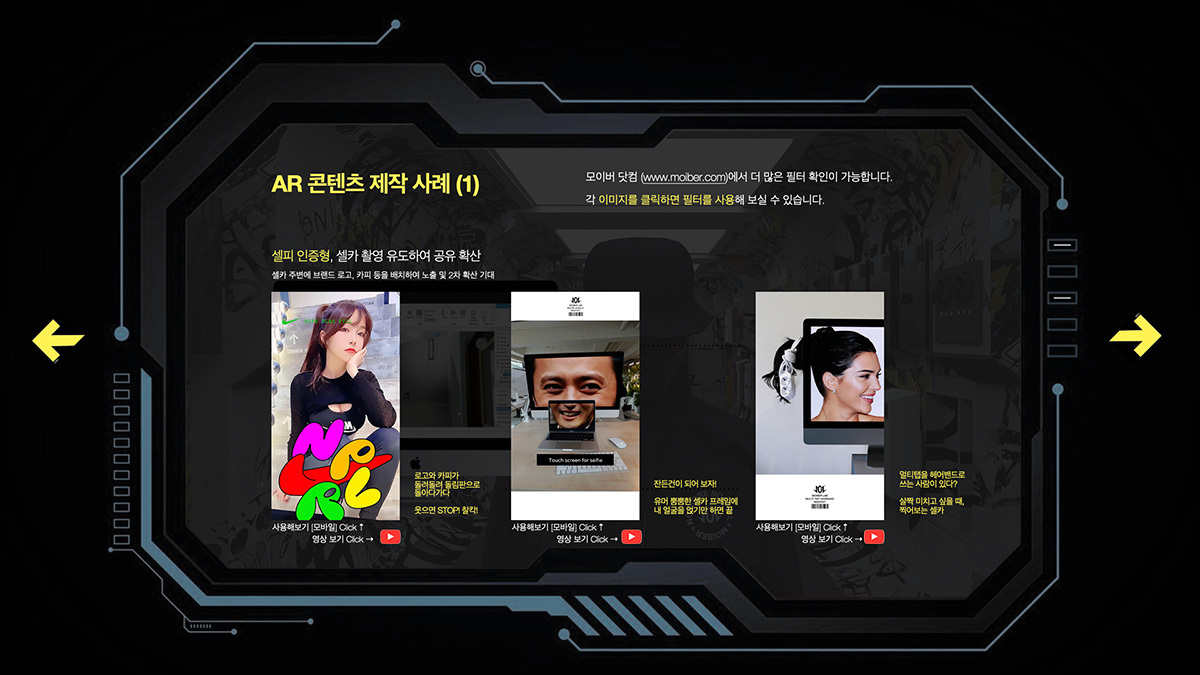 AR 콘텐츠 제작 사례 (1)
모이버 닷컴 (www.moiber.com)에서 더 많은 필터 확인이 가능합니다.
각 이미지를 클릭하면 필터를 사용해 보실 수 있습니다.
셀피 인증형, 셀카 촬영 유도하여 공유 확산
셀카 주변에 브랜드 로고, 카피 등을 배치하여 노출 및 2차 확산 기대
로고와 카피가
돌려돌려 돌림판으로
돌아다가다
웃으면 STOP! 찰칵!
사용해보기 [모바일] Click ↑
영상 보기 Click →
Touch screen for selfie
잔든건이 되어 보자!
유머 뿜뿜한 셀카 프레임에
내 얼굴을 얹기만 하면 끝
사용해보기 [모바일] Click ↑
영상 보기 Click →
멀티탭을 헤어밴드로
쓰는 사람이 있다?
살짝 미치고 싶을 때,
찍어보는 셀카
사용해보기 [모바일] Click ↑
영상 보기 Click →